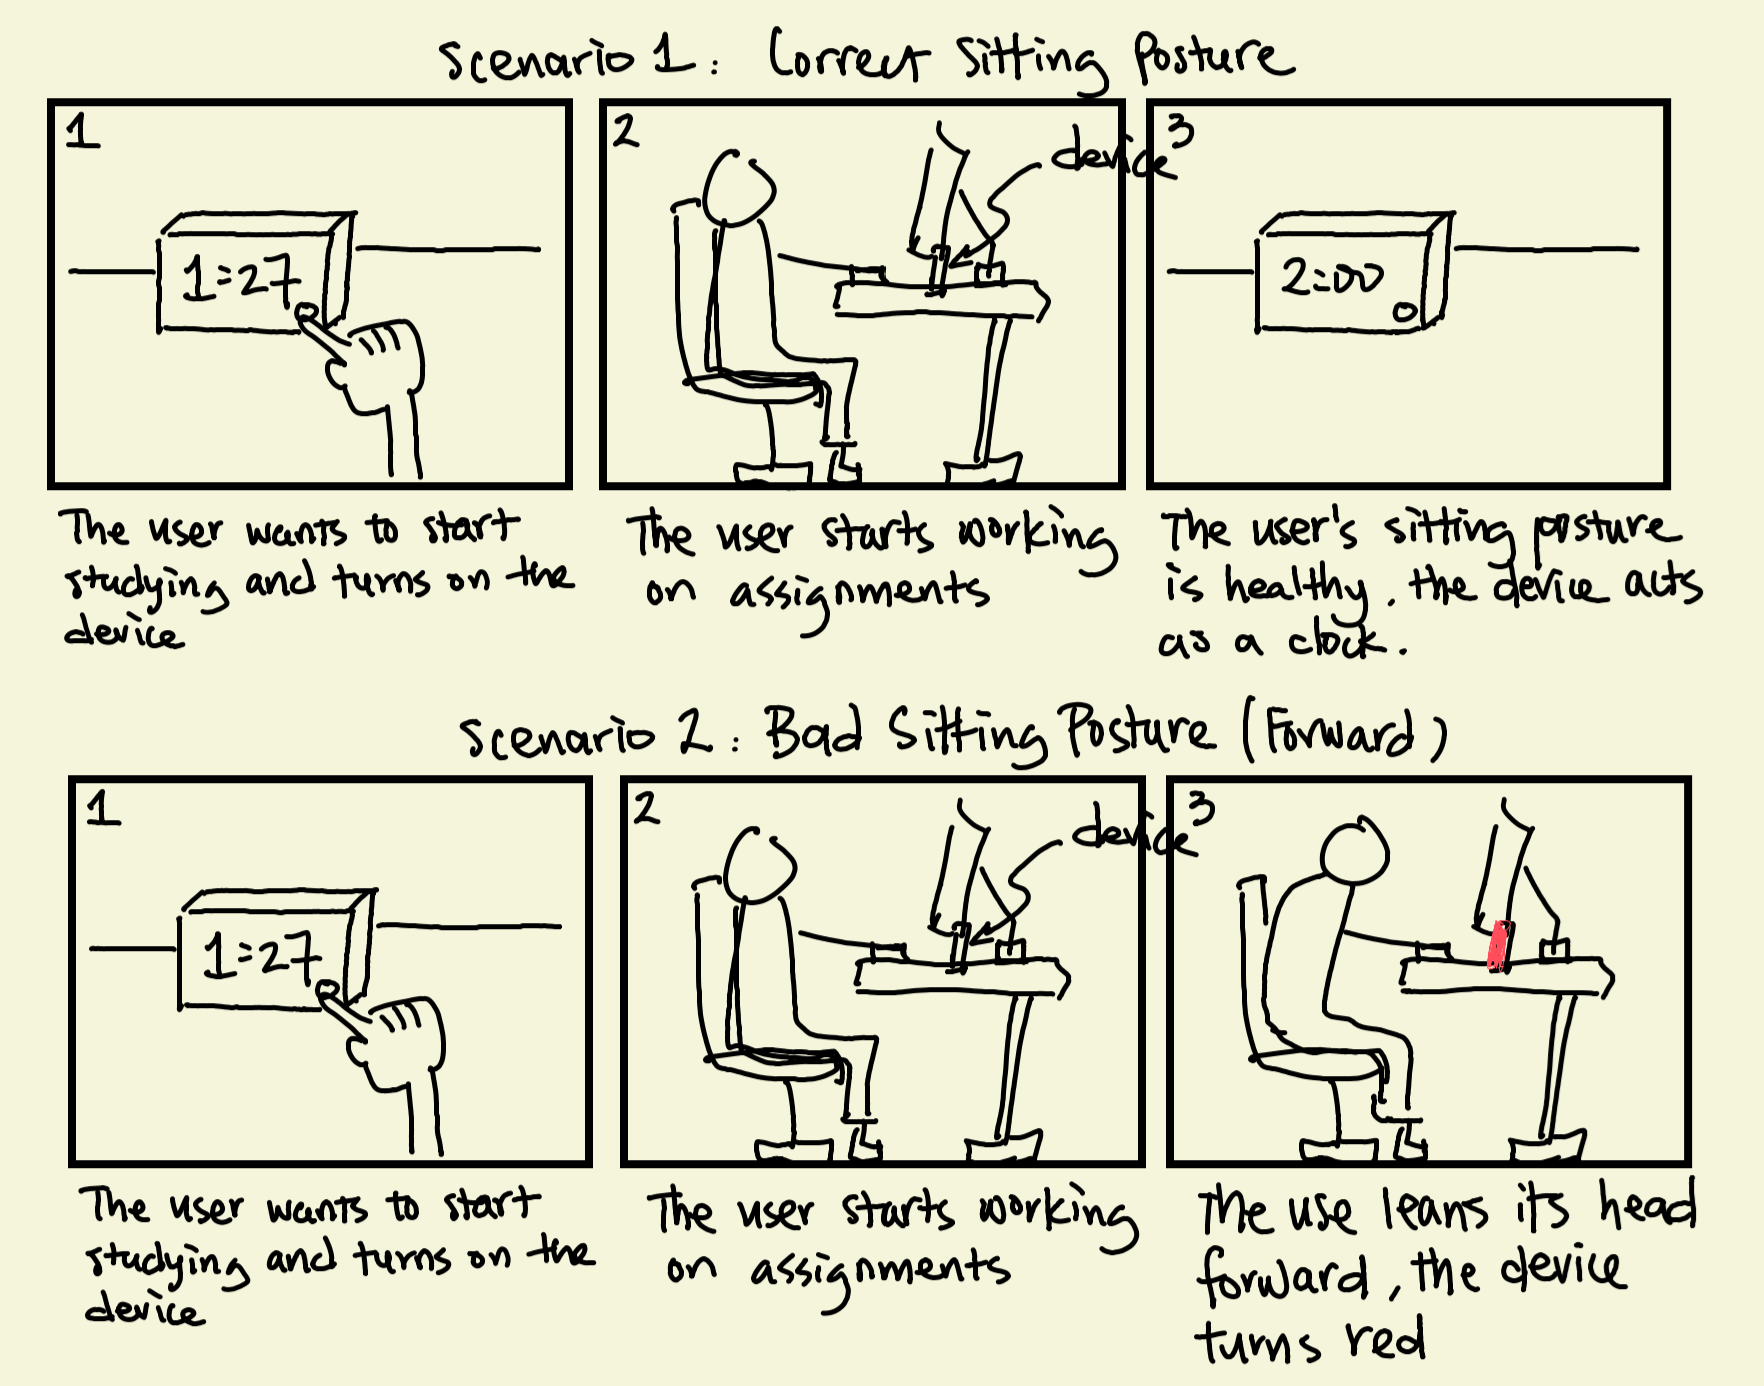 Scenario 1: Correct Sitting Posture
1
1:27
The user wants to start
studying and turns on the
device
2
device
The user starts working
on assignments
3
2:00
The user's sitting posture
is healthy. the device acts
as a clock.
Scenario 2: Bad Sitting Posture (Forward)
1
1:27
The user wants to start
studying and turns on the
device
2
device
The user starts working
on assignments
3
The use leans its head
forward, the device
turns red